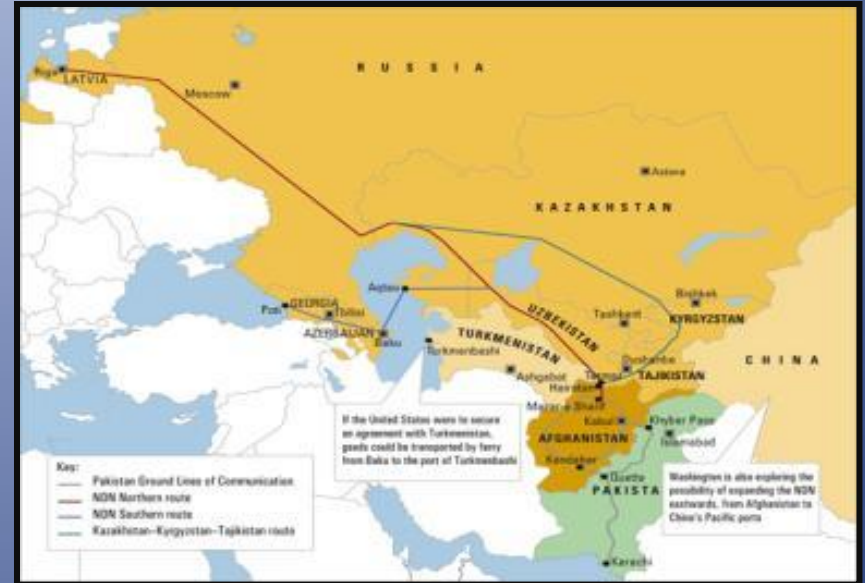 RUSSIA
Riga
LATVIA
Moscow
Astana
KAZAKHSTAN
Aqtau
Poti
GEORGIA
Tbilisi
AZERBAIJAN
Baku
UZBEKISTAN
Tashkent
Bishkek
KYRGYZSTAN
TURKMENISTAN
Turkmenbashi
Ashgabat
Dushanbe
Termez
TAJIKISTAN
CHINA
Hairatan
Mazar-e Sharif
Kabul
Khyber Pass
Islamabad
AFGHANISTAN
Kandahar
Quetta
PAKISTA
Karachi
If the United States were to secure
an agreement with Turkmenistan,
goods could be transported by ferry
from Baku to the port of Turkmenbashi
Washington is also exploring the
possibility of expanding the NDN
eastwards, from Afghanistan to
China's Pacific ports
Key:
Pakistan Ground Lines of Communication
NDN Northern route
NDN Southern route
Kazakhstan–Kyrgyzstan–Tajikistan route